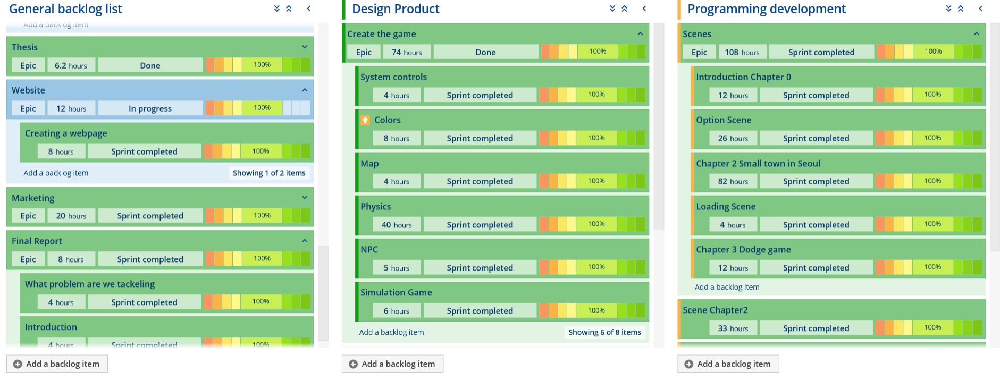 General backlog list
Add a backlog item
Thesis
Epic 6.2 hours Done 100%
Website
Epic 12 hours In progress 100%
Creating a webpage
8 hours Sprint completed 100%
Add a backlog item Showing 1 of 2 items
Marketing
Epic 20 hours Sprint completed 100%
Final Report
Epic 8 hours Sprint completed 100%
What problem are we tackeling
4 hours Sprint completed 100%
Introduction
4 hours Sprint completed 100%
Add a backlog item
Design Product
Create the game
Epic 74 hours Done 100%
System controls
4 hours Sprint completed 100%
Colors
8 hours Sprint completed 100%
Map
4 hours Sprint completed 100%
Physics
40 hours Sprint completed 100%
NPC
5 hours Sprint completed 100%
Simulation Game
6 hours Sprint completed 100%
Add a backlog item Showing 6 of 8 items
Add a backlog item
Programming development
Scenes
Epic 108 hours Sprint completed 100%
Introduction Chapter 0
12 hours Sprint completed 100%
Option Scene
26 hours Sprint completed 100%
Chapter 2 Small town in Seoul
82 hours Sprint completed 100%
Loading Scene
4 hours Sprint completed 100%
Chapter 3 Dodge game
12 hours Sprint completed 100%
Add a backlog item
Scene Chapter2
33 hours Sprint completed 100%
Add a backlog item